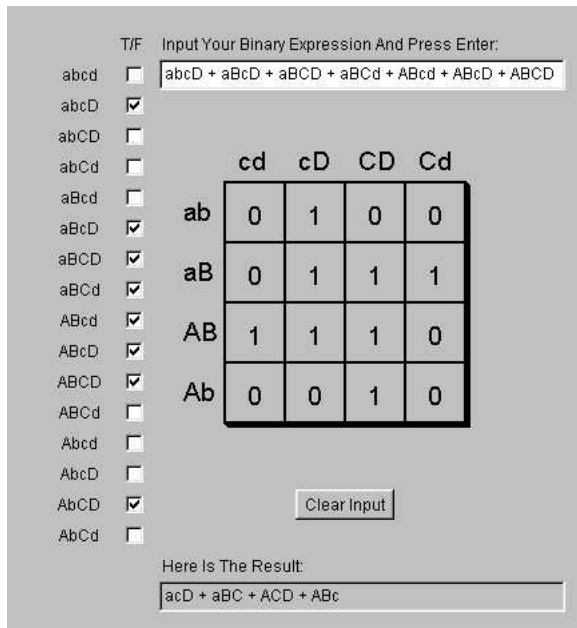 T/F Input Your Binary Expression And Press Enter:
abcd abcD + aBcD + aBCD + aBCd + ABcd + ABcD + ABCD
abcD
abCD
abCd
aBcd
aBcD
aBCD
aBCd
ABcd
ABcD
ABCD
ABCd
Abcd
AbcD
AbCD
AbCd
cd cD CD Cd
ab 0 1 0 0
aB 0 1 1 1
AB 1 1 1 0
Ab 0 0 1 0
Clear Input
Here Is The Result:
acD + aBC + ACD + ABc